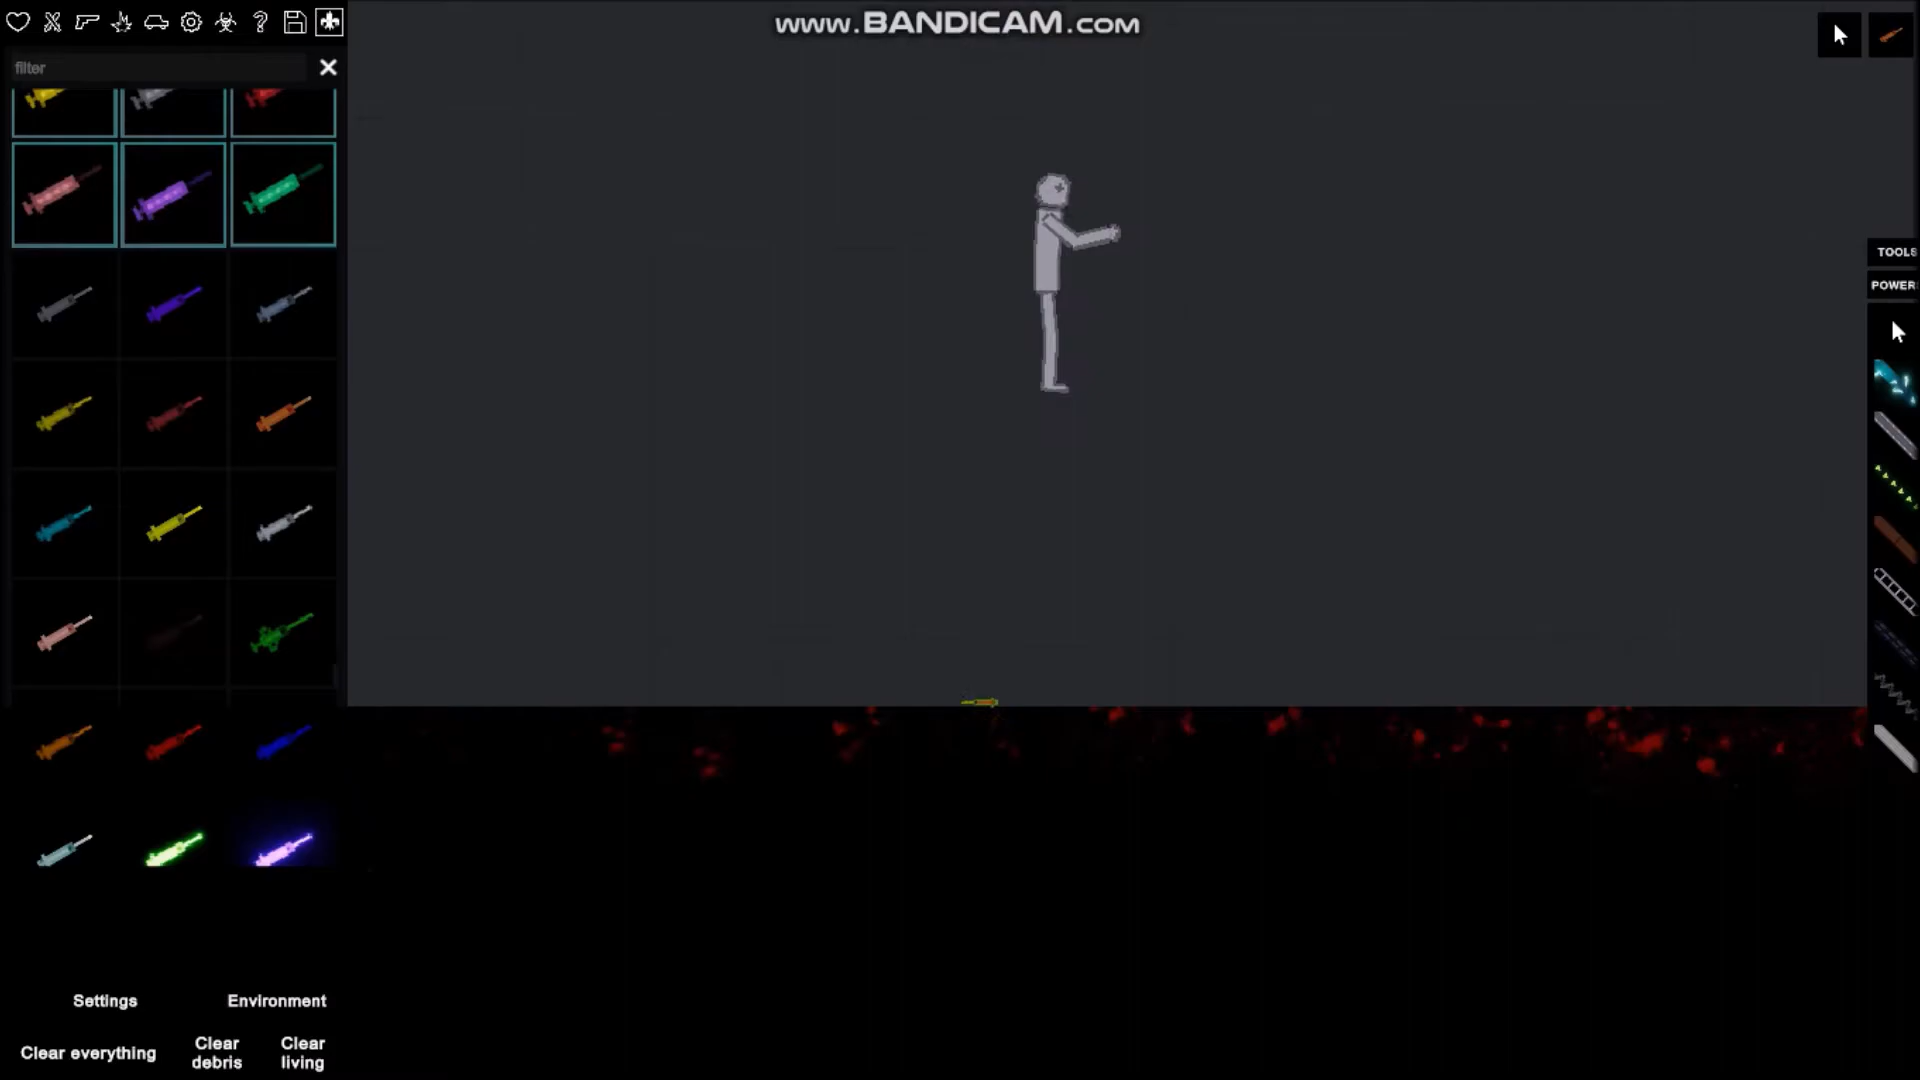 www.BANDICAM.com
filter
TOOLS
POWER
Settings
Environment
Clear everything
Clear
debris
Clear
living